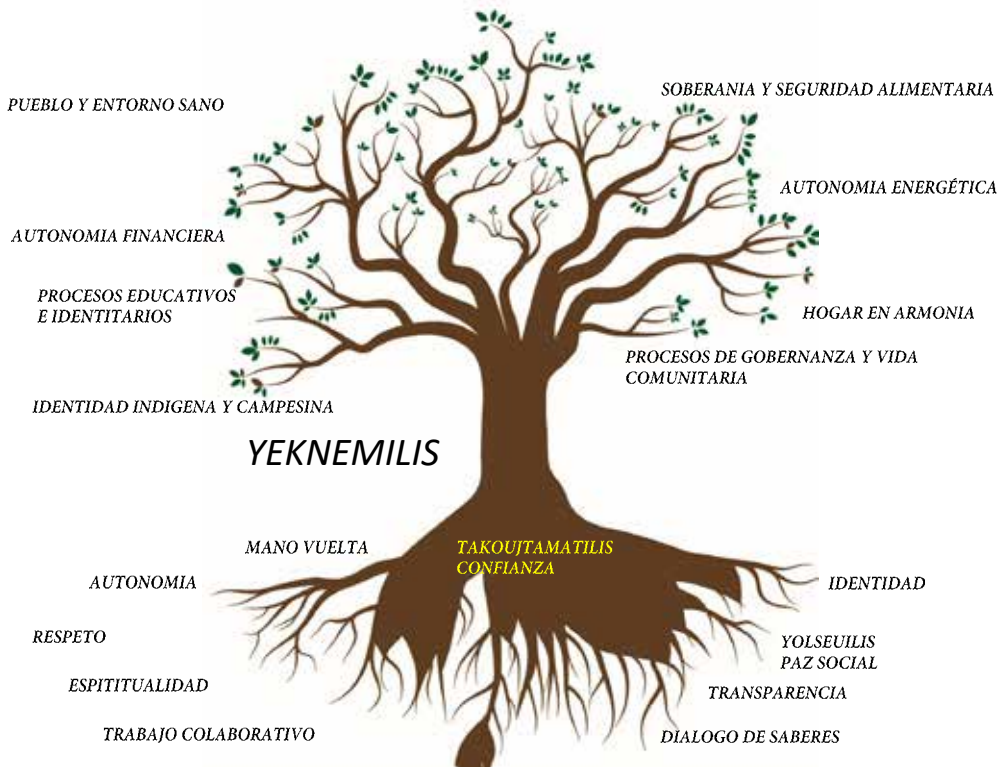 SOBERANIA Y SEGURIDAD ALIMENTARIA
PUEBLO Y ENTORNO SANO
AUTONOMIA ENERGÉTICA
AUTONOMIA FINANCIERA
PROCESOS EDUCATIVOS
E IDENTITARIOS
HOGAR EN ARMONIA
PROCESOS DE GOBERNANZA Y VIDA
COMUNITARIA
IDENTIDAD INDIGENA Y CAMPESINA
YEKNEMILIS
MANO VUELTA
TAKOUJTAMATILIS
CONFIANZA
AUTONOMIA
IDENTIDAD
RESPETO
YOLSEUILIS
PAZ SOCIAL
ESPITITUALIDAD
TRANSPARENCIA
TRABAJO COLABORATIVO
DIALOGO DE SABERES